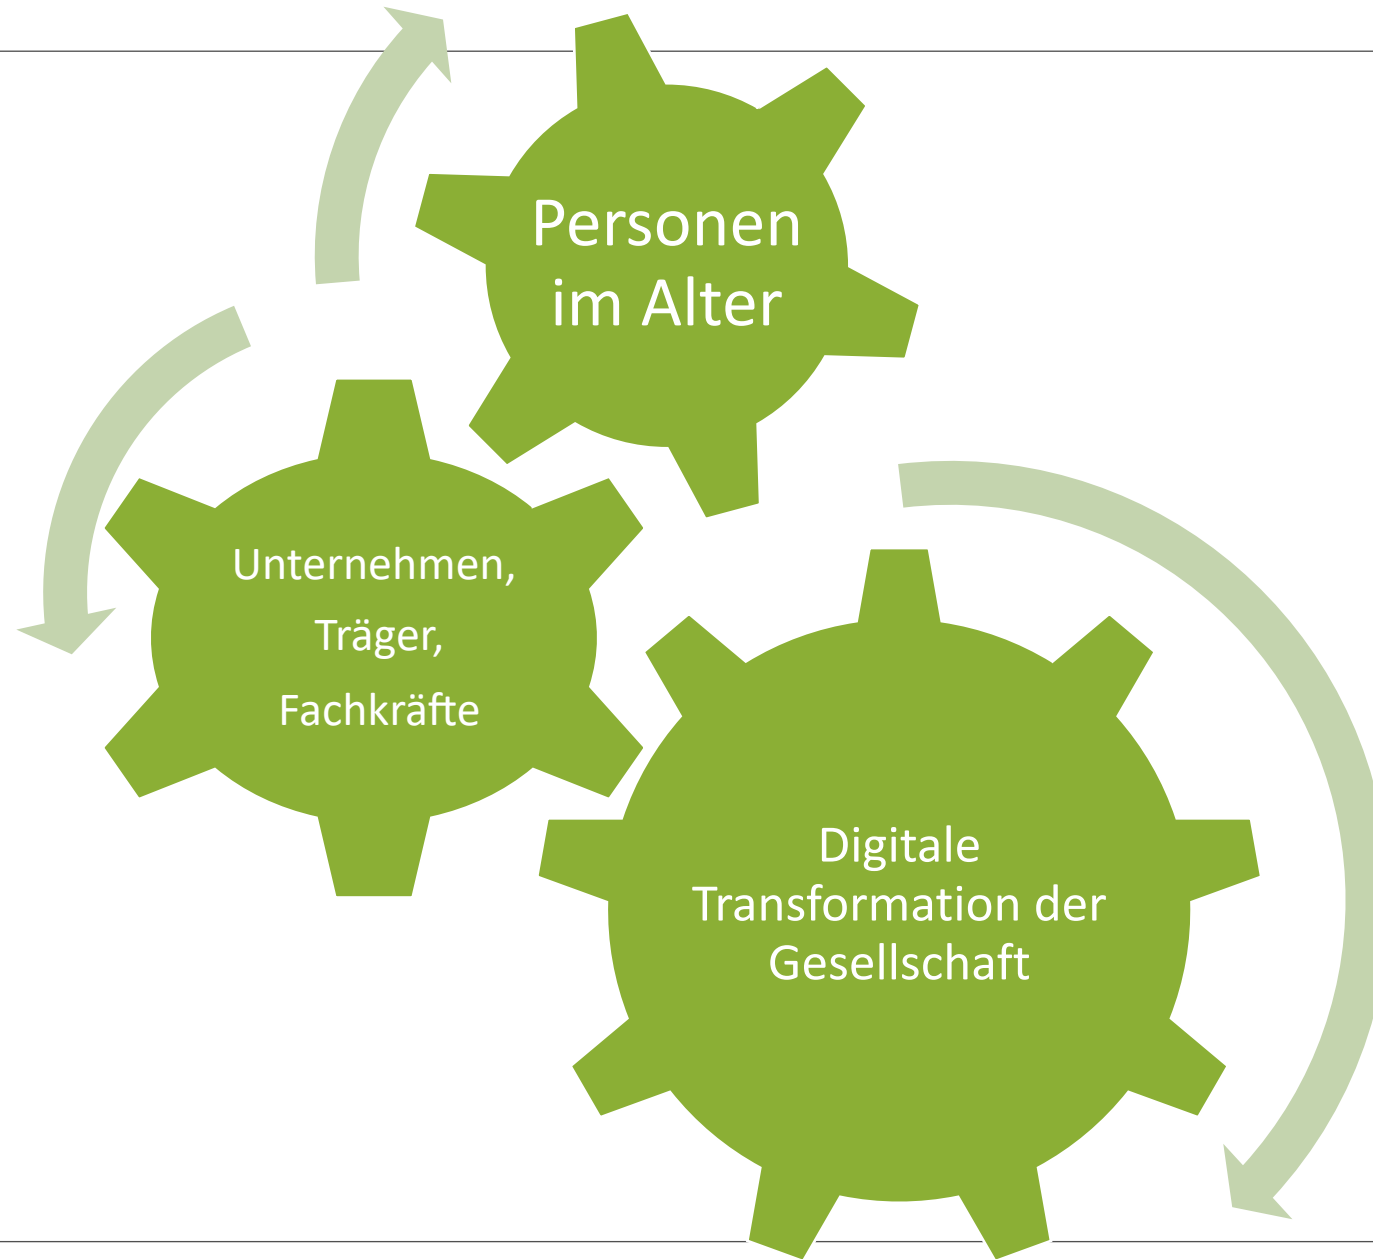 Personen
im Alter
Unternehmen,
Träger,
Fachkräfte
Digitale
Transformation der
Gesellschaft